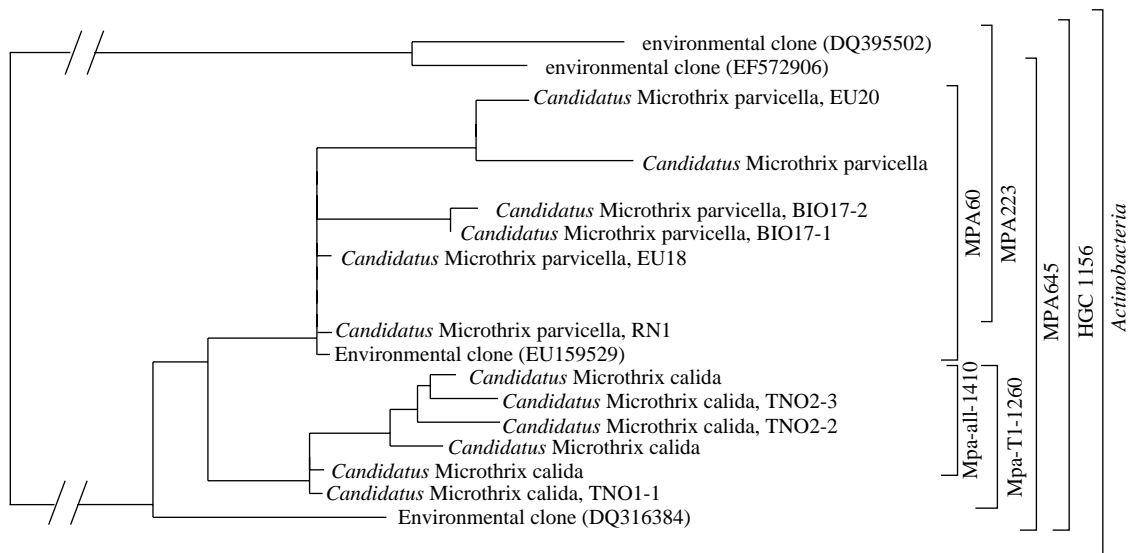 environmental clone (DQ395502)
environmental clone (EF572906)
Candidatus Microthrix parvicella, EU20
Candidatus Microthrix parvicella
Candidatus Microthrix parvicella, BIO17-2
Candidatus Microthrix parvicella, BIO17-1
Candidatus Microthrix parvicella, EU18
Candidatus Microthrix parvicella, RN1
Environmental clone (EU159529)
Candidatus Microthrix calida
Candidatus Microthrix calida, TNO2-3
Candidatus Microthrix calida, TNO2-2
Candidatus Microthrix calida
Candidatus Microthrix calida
Candidatus Microthrix calida, TNO1-1
Environmental clone (DQ316384)
MPA60
Mpa-all-1410
MPA223
Mpa-T1-1260
MPA645
HGC 1156
Actinobacteria